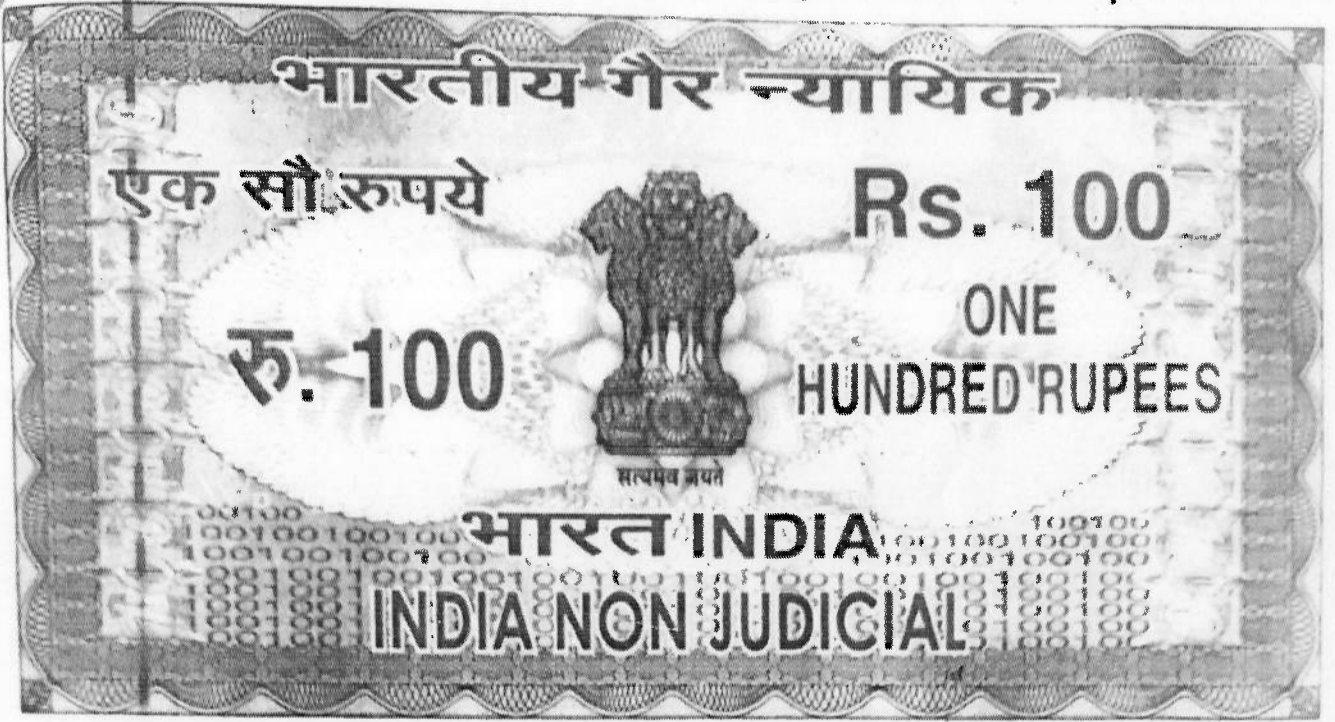 भारतीय गैर न्यायिक
एक सौ रुपये
Rs. 100
रु. 100
ONE
HUNDRED RUPEES
सत्यमेव जयते
भारत INDIA
INDIA NON JUDICIAL